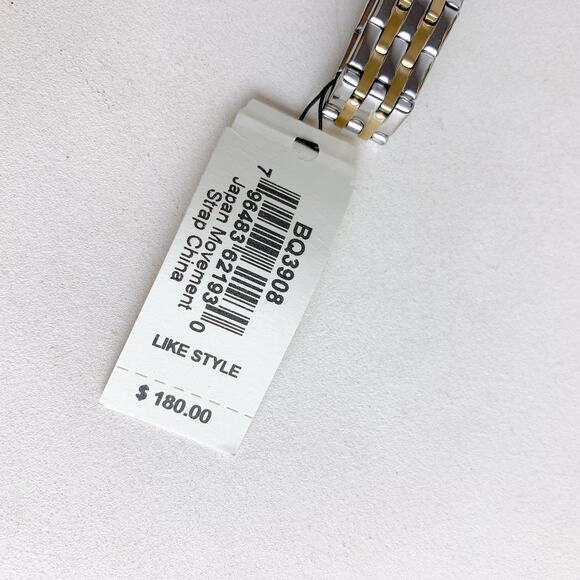 BQ3908
7 96483 62193 0
Japan Movement
Strap China
LIKE STYLE
$ 180.00